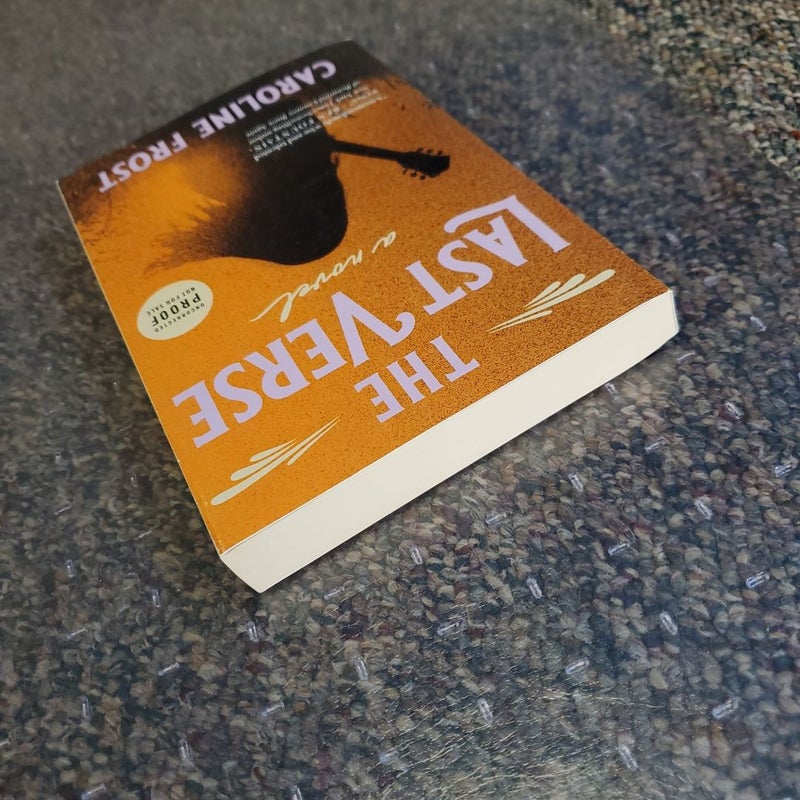 THE
LAST VERSE
a novel
UNCORRECTED
PROOF
NOT FOR SALE
CAROLINE FROST